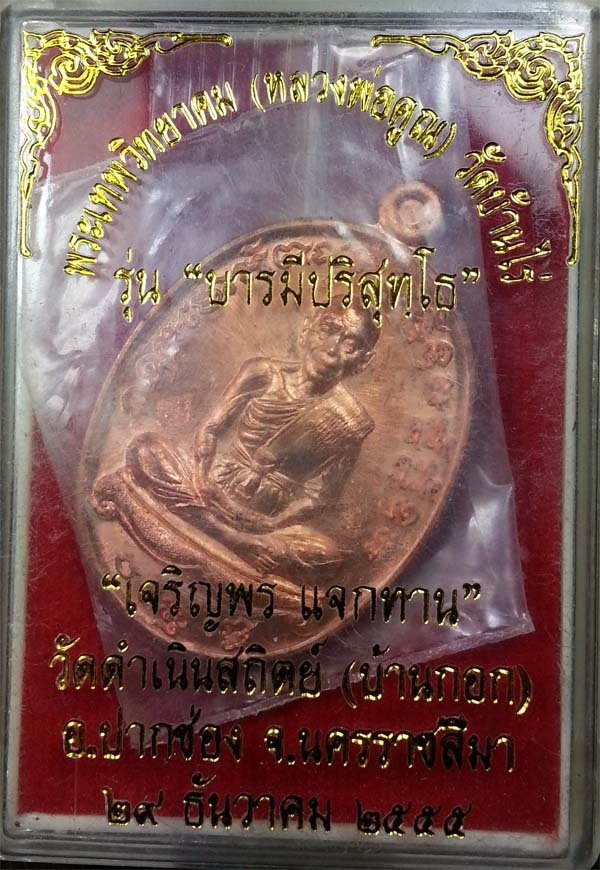 พระเทพวิทยาคม (หลวงพ่อคูณ) วัดบ้านไร่
รุ่น “บารมีปริสุทฺโธ”
“เจริญพร แจกทาน”
วัดดำเนินสถิตย์ (บ้านกอก)
อ.ปากช่อง จ.นครราชสีมา
๒๙ ธันวาคม ๒๕๕๕